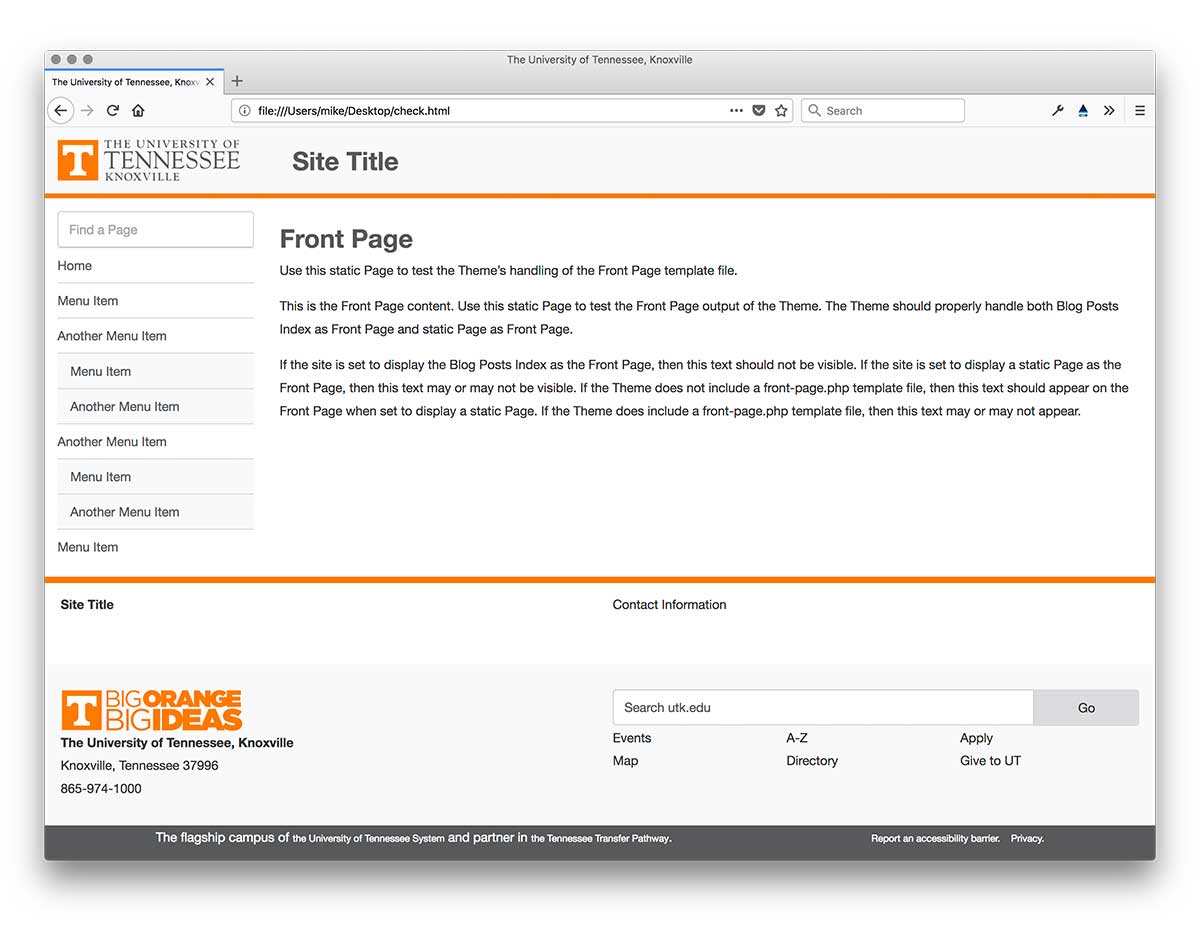 The University of Tennessee, Knoxville
The University of Tennessee, Knoxv
file:///Users/mike/Desktop/check.html
Search
T THE UNIVERSITY OF
TENNESSEE
KNOXVILLE
Site Title
Find a Page
Home
Menu Item
Another Menu Item
Menu Item
Another Menu Item
Another Menu Item
Menu Item
Another Menu Item
Menu Item
Front Page
Use this static Page to test the Theme’s handling of the Front Page template file.
This is the Front Page content. Use this static Page to test the Front Page output of the Theme. The Theme should properly handle both Blog Posts
Index as Front Page and static Page as Front Page.
If the site is set to display the Blog Posts Index as the Front Page, then this text should not be visible. If the site is set to display a static Page as the
Front Page, then this text may or may not be visible. If the Theme does not include a front-page.php template file, then this text should appear on the
Front Page when set to display a static Page. If the Theme does include a front-page.php template file, then this text may or may not appear.
Site Title
Contact Information
T BIG ORANGE
BIG IDEAS
The University of Tennessee, Knoxville
Knoxville, Tennessee 37996
865-974-1000
Search utk.edu Go
Events A-Z Apply
Map Directory Give to UT
The flagship campus of the University of Tennessee System and partner in the Tennessee Transfer Pathway. Report an accessibility barrier. Privacy.